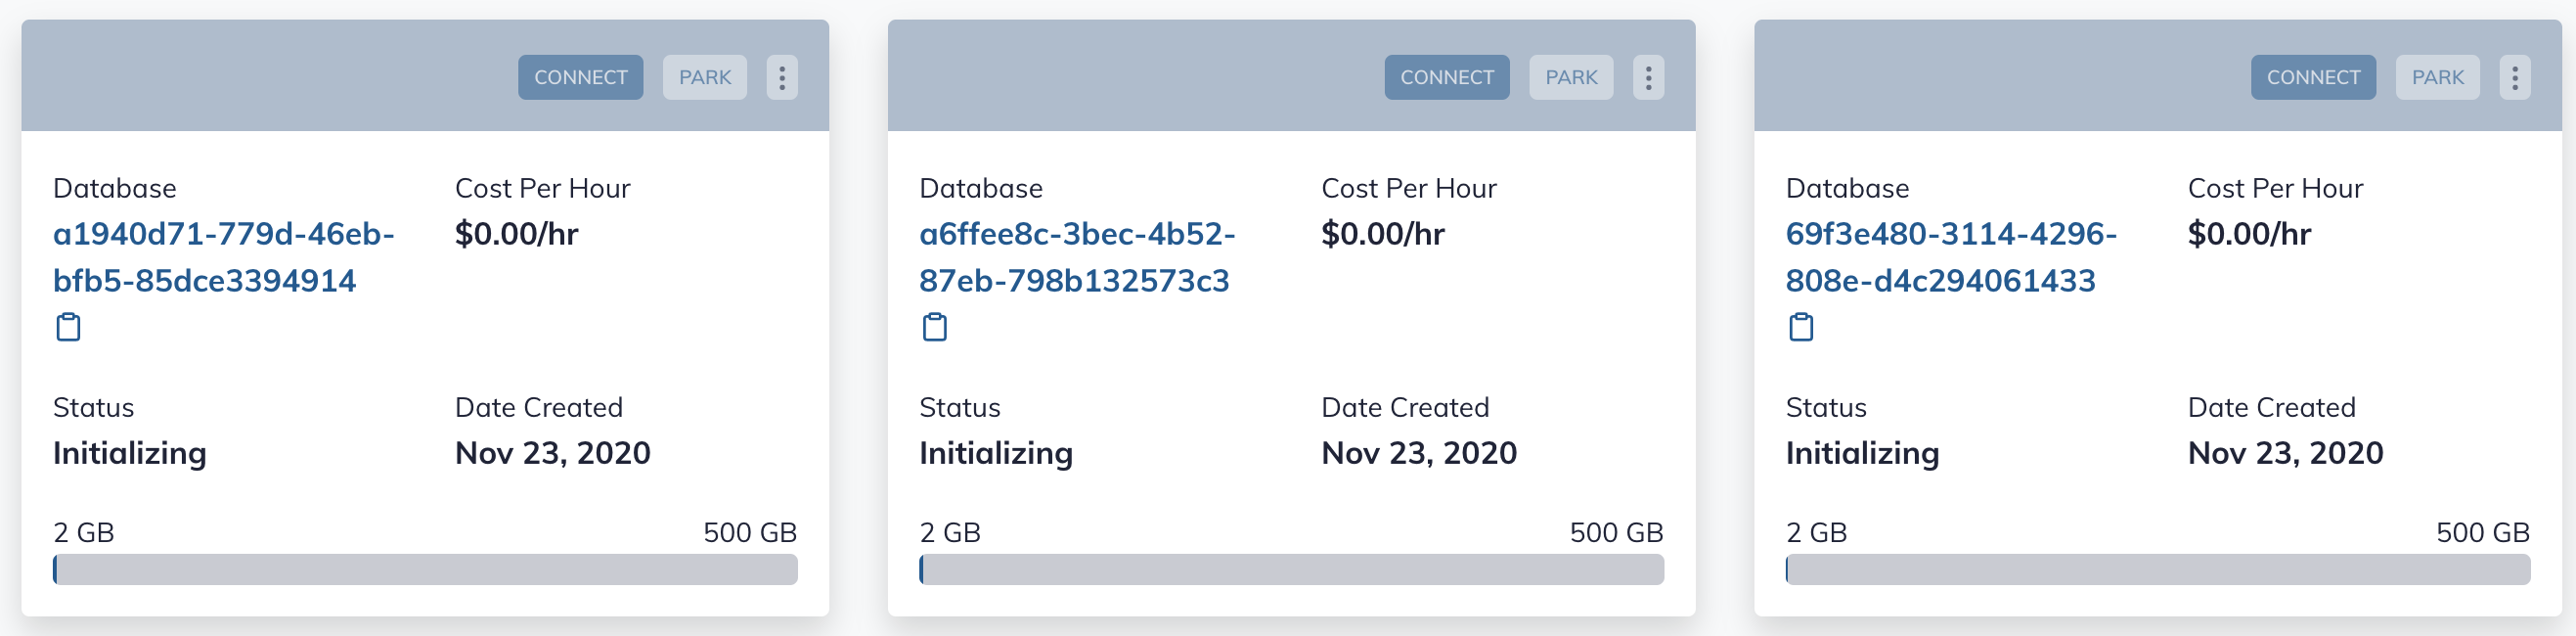 CONNECT PARK
Database Cost Per Hour
a1940d71-779d-46eb- $0.00/hr
bfb5-85dce3394914
Status Date Created
Initializing Nov 23, 2020
2 GB 500 GB
CONNECT PARK
Database Cost Per Hour
a6ffee8c-3bec-4b52- $0.00/hr
87eb-798b132573c3
Status Date Created
Initializing Nov 23, 2020
2 GB 500 GB
CONNECT PARK
Database Cost Per Hour
69f3e480-3114-4296- $0.00/hr
808e-d4c294061433
Status Date Created
Initializing Nov 23, 2020
2 GB 500 GB